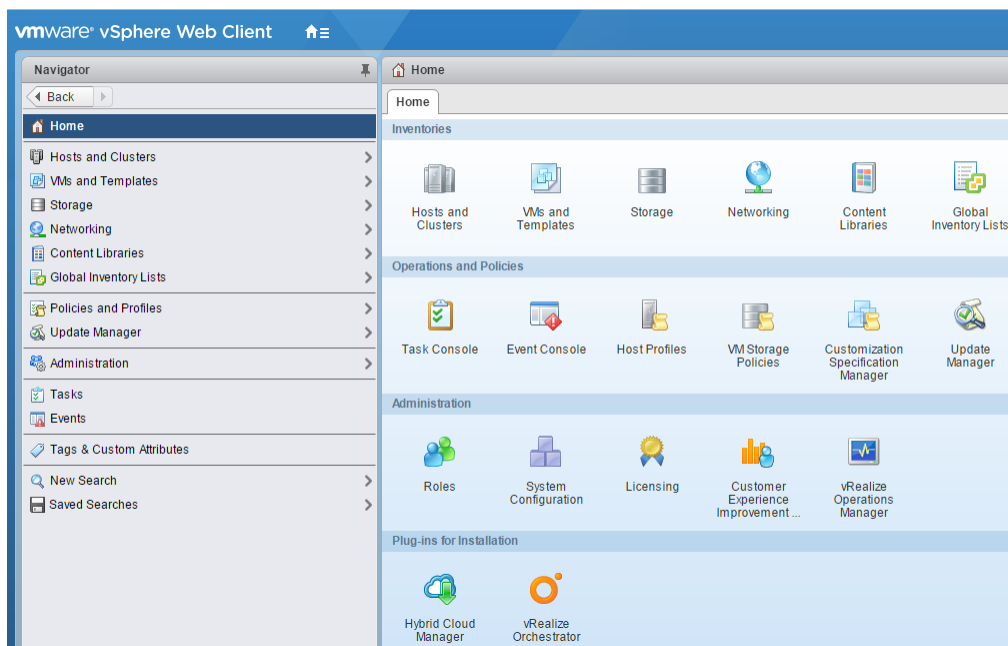 vmware® vSphere Web Client
Navigator
Back
Home
Hosts and Clusters
VMs and Templates
Storage
Networking
Content Libraries
Global Inventory Lists
Policies and Profiles
Update Manager
Administration
Tasks
Events
Tags & Custom Attributes
New Search
Saved Searches
Home
Home
Inventories
Hosts and
Clusters
VMs and
Templates
Storage
Networking
Content
Libraries
Global
Inventory Lists
Operations and Policies
Task Console
Event Console
Host Profiles
VM Storage
Policies
Customization
Specification
Manager
Update
Manager
Administration
Roles
System
Configuration
Licensing
Customer
Experience
Improvement ...
vRealize
Operations
Manager
Plug-ins for Installation
Hybrid Cloud
Manager
vRealize
Orchestrator